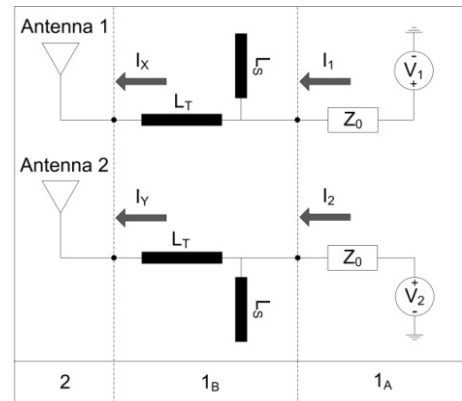 Antenna 1
I_X
L_S
I_1
-
V_1
+
L_T
Z_0
Antenna 2
I_Y
I_2
L_T
Z_0
+
V_2
-
L_S
2
1_B
1_A